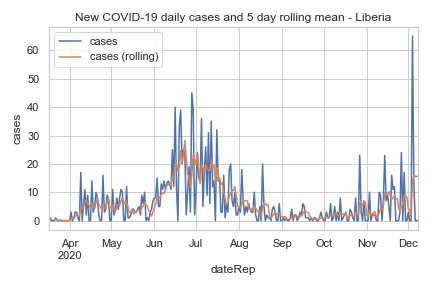 New COVID-19 daily cases and 5 day rolling mean - Liberia
cases
cases (rolling)
cases
60
50
40
30
20
10
0
Apr May Jun Jul Aug Sep Oct Nov Dec
2020
dateRep